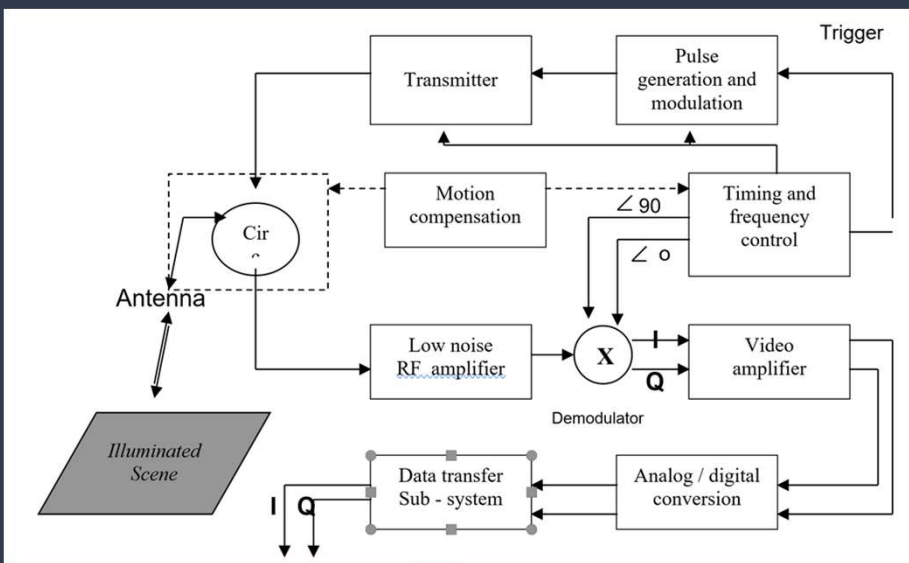 Trigger
Transmitter
Pulse
generation and
modulation
Motion
compensation
Timing and
frequency
control
∠ 90
∠ o
Cir
Antenna
Low noise
RF amplifier
X
I
Q
Video
amplifier
Demodulator
Illuminated
Scene
Data transfer
Sub - system
Analog / digital
conversion
I Q